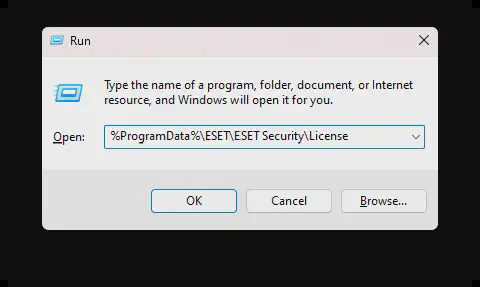 Run
Type the name of a program, folder, document, or Internet
resource, and Windows will open it for you.
Open: %ProgramData%\ESET\ESET Security\License
OK Cancel Browse...